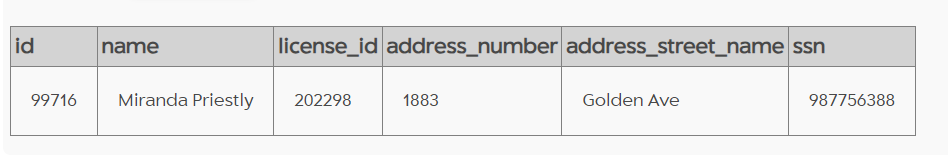 id name license_id address_number address_street_name ssn
99716 Miranda Priestly 202298 1883 Golden Ave 987756388